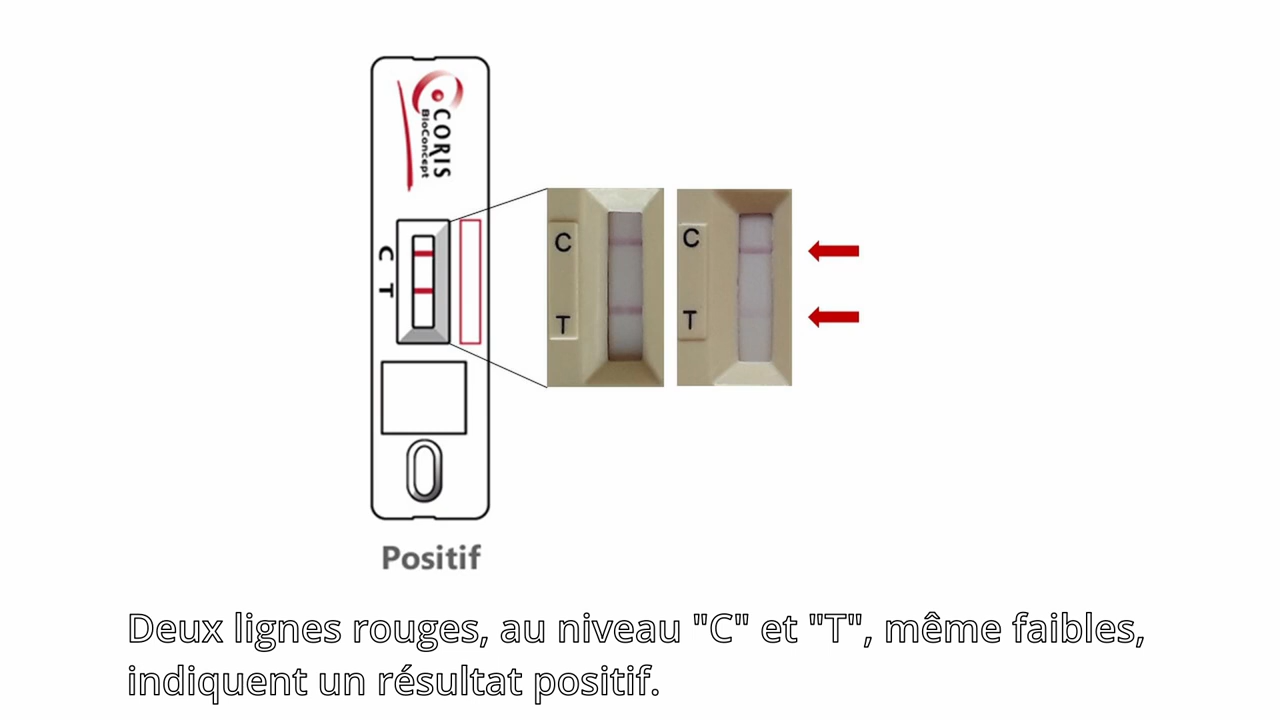 CORIS
BioConcept
C T
C
T
C
T
Positif
Deux lignes rouges, au niveau "C" et "T", même faibles,
indiquent un résultat positif.